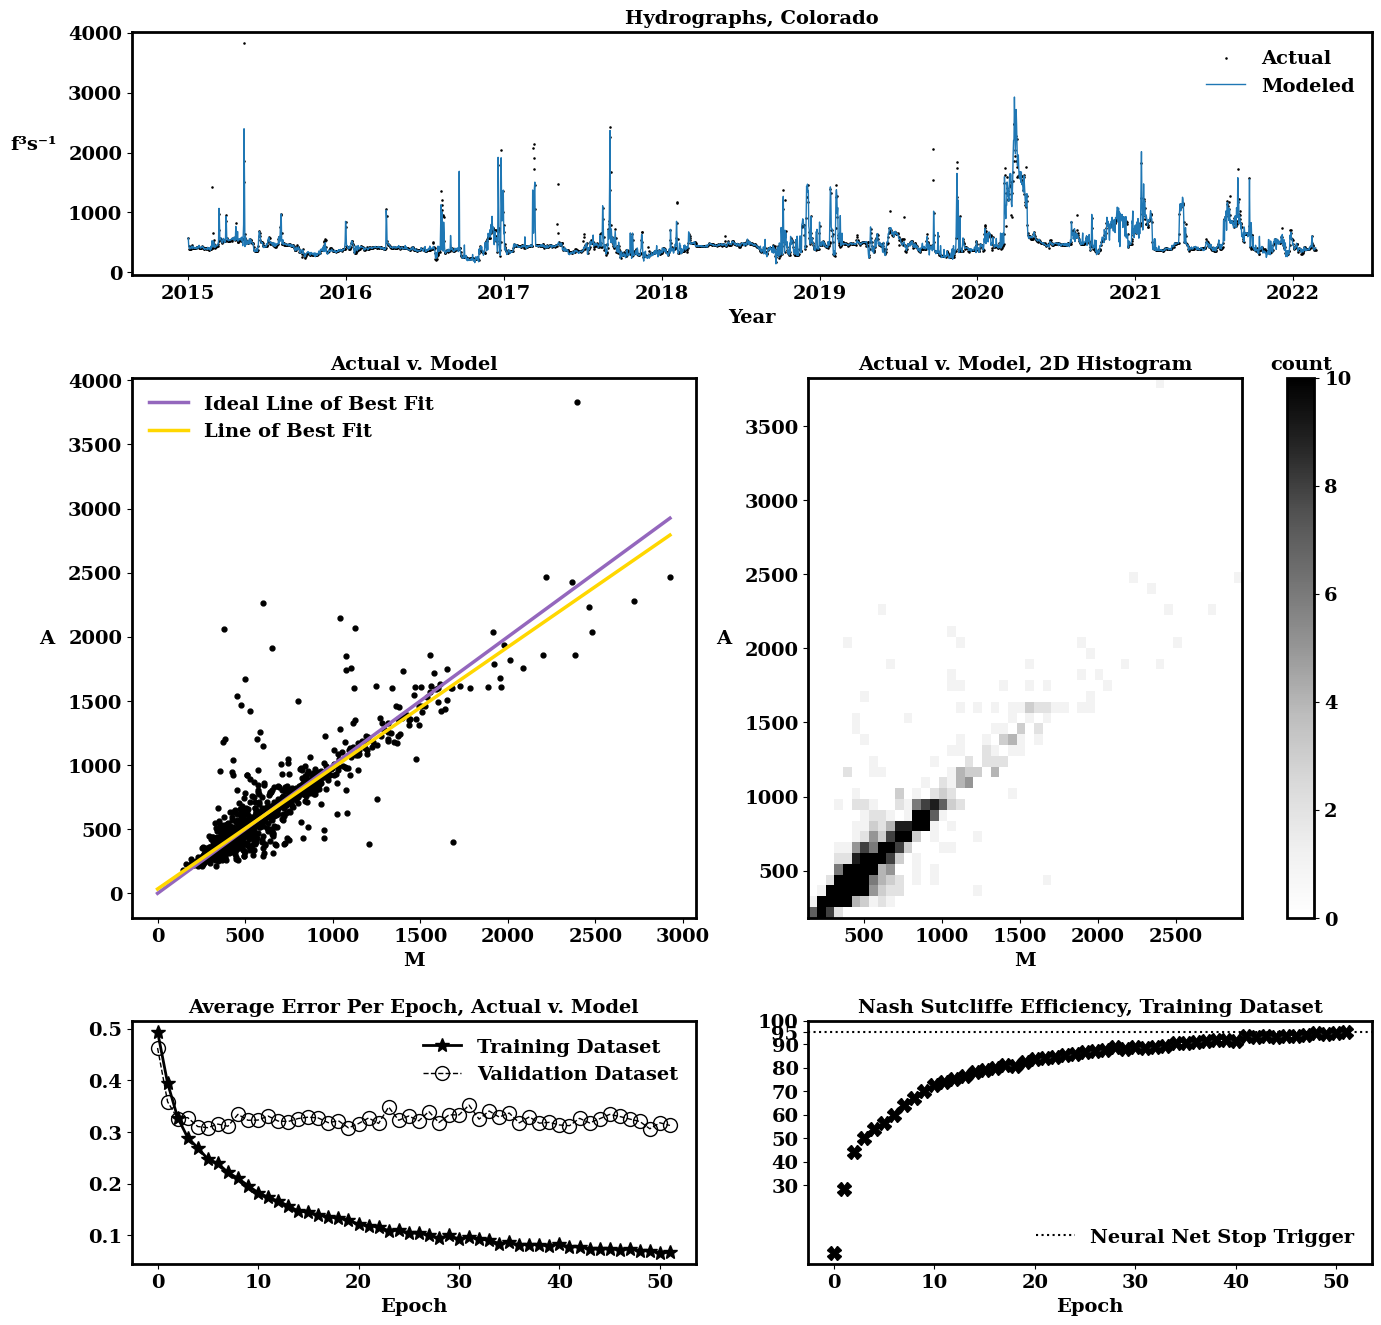 Hydrographs, Colorado
4000
3000
2000
1000
0
f³s⁻¹
Actual
Modeled
2015 2016 2017 2018 2019 2020 2021 2022
Year
Actual v. Model
4000
3500
3000
2500
2000
1500
1000
500
0
A
Ideal Line of Best Fit
Line of Best Fit
0 500 1000 1500 2000 2500 3000
M
Actual v. Model, 2D Histogram
3500
3000
2500
2000
1500
1000
500
A
500 1000 1500 2000 2500
M
count
10
8
6
4
2
0
Average Error Per Epoch, Actual v. Model
0.5
0.4
0.3
0.2
0.1
Training Dataset
Validation Dataset
0 10 20 30 40 50
Epoch
Nash Sutcliffe Efficiency, Training Dataset
100
95
90
80
70
60
50
40
30
Neural Net Stop Trigger
0 10 20 30 40 50
Epoch